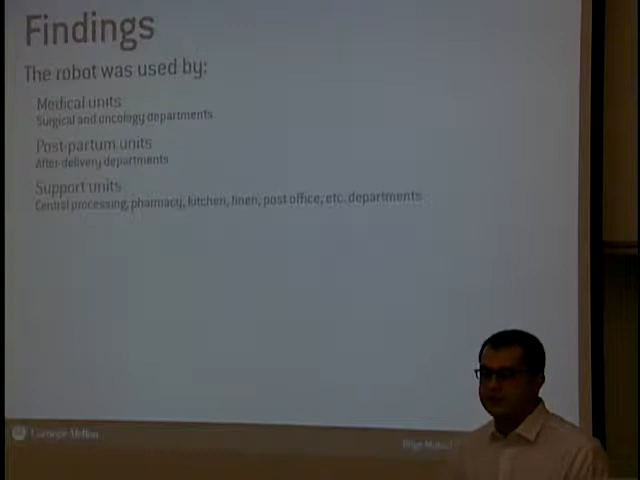 Findings
The robot was used by:
Medical units
Surgical and oncology departments
Post-partum units
After-delivery departments
Support units
Central processing, pharmacy, kitchen, linen, post office, etc. departments
Carnegie Mellon